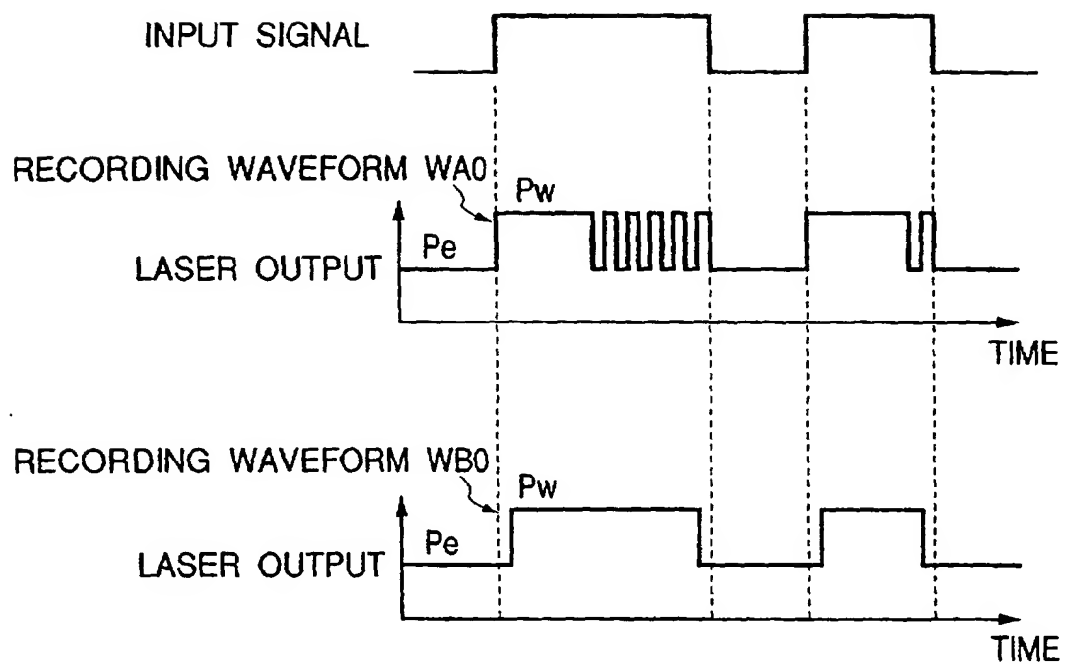 INPUT SIGNAL
RECORDING WAVEFORM WA0
Pw
Pe
LASER OUTPUT
TIME
RECORDING WAVEFORM WB0
Pw
Pe
LASER OUTPUT
TIME